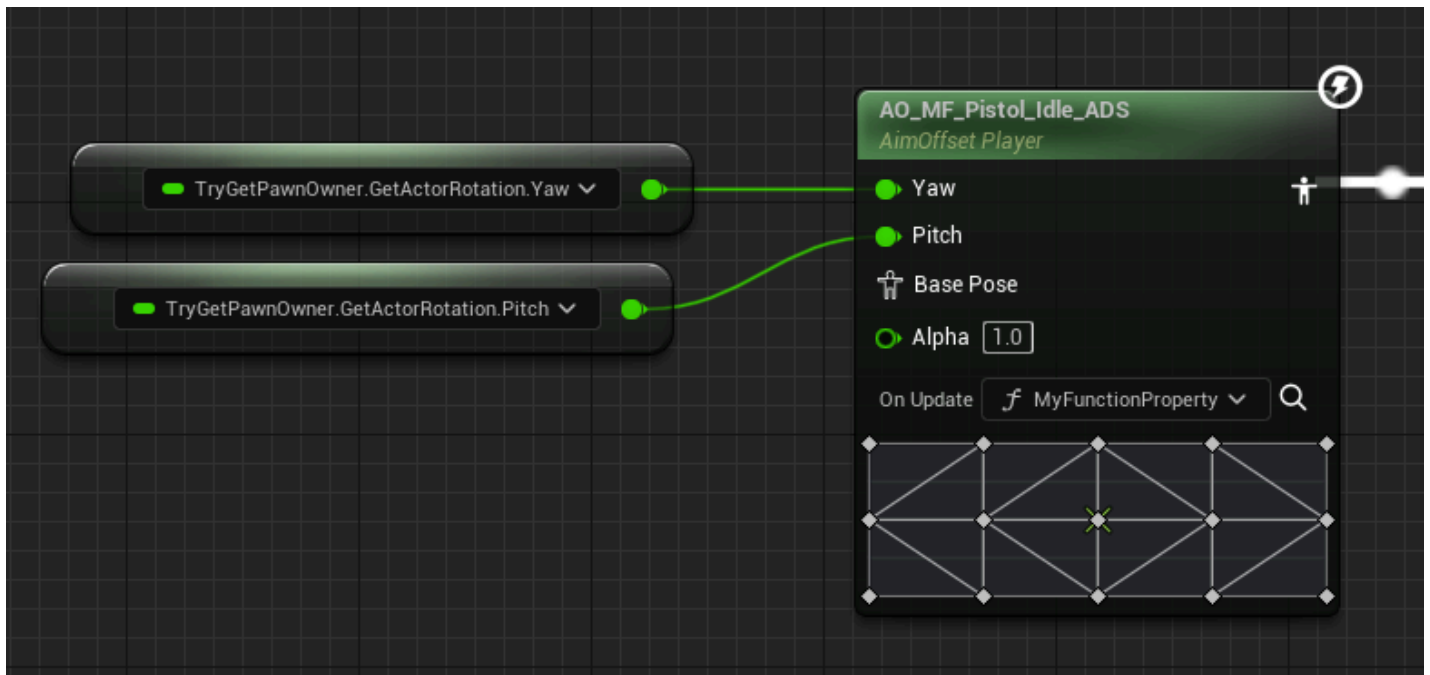 AO_MF_Pistol_Idle_ADS
AimOffset Player
TryGetPawnOwner.GetActorRotation.Yaw
Yaw
Pitch
TryGetPawnOwner.GetActorRotation.Pitch
Base Pose
Alpha 1.0
On Update f MyFunctionProperty